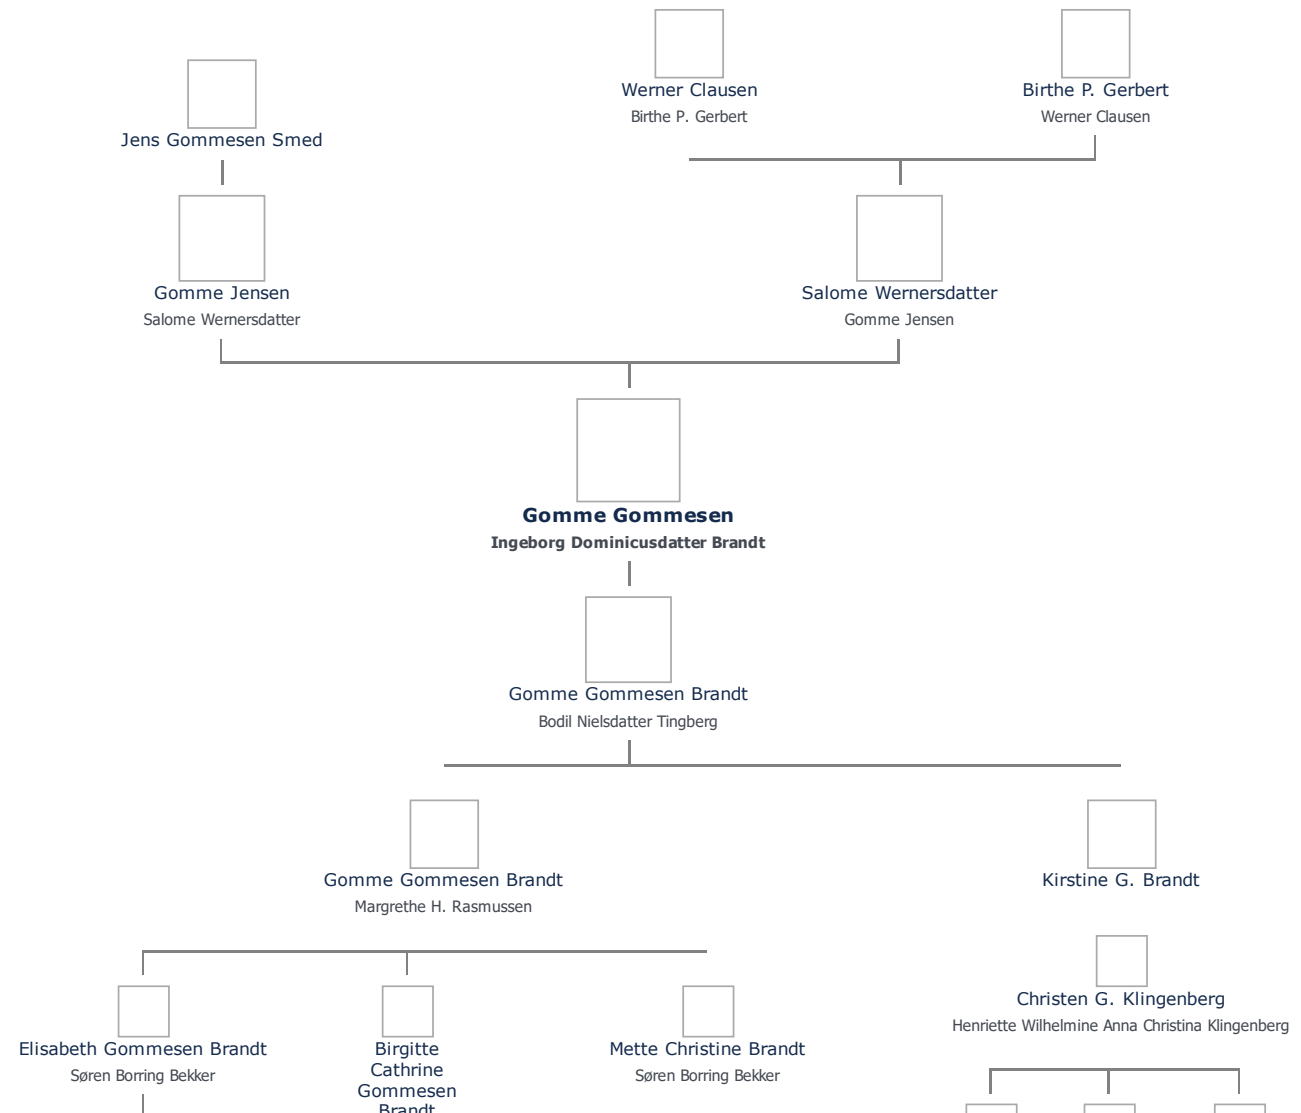 Werner Clausen
Birthe P. Gerbert
Birthe P. Gerbert
Werner Clausen
Jens Gommesen Smed
Gomme Jensen
Salome Wernersdatter
Salome Wernersdatter
Gomme Jensen
Gomme Gommesen
Ingeborg Dominicusdatter Brandt
Gomme Gommesen Brandt
Bodil Nielsdatter Tingberg
Gomme Gommesen Brandt
Margrethe H. Rasmussen
Kirstine G. Brandt
Christen G. Klingenberg
Henriette Wilhelmine Anna Christina Klingenberg
Elisabeth Gommesen Brandt
Søren Borring Bekker
Birgitte
Cathrine
Gommesen
Brandt
Mette Christine Brandt
Søren Borring Bekker